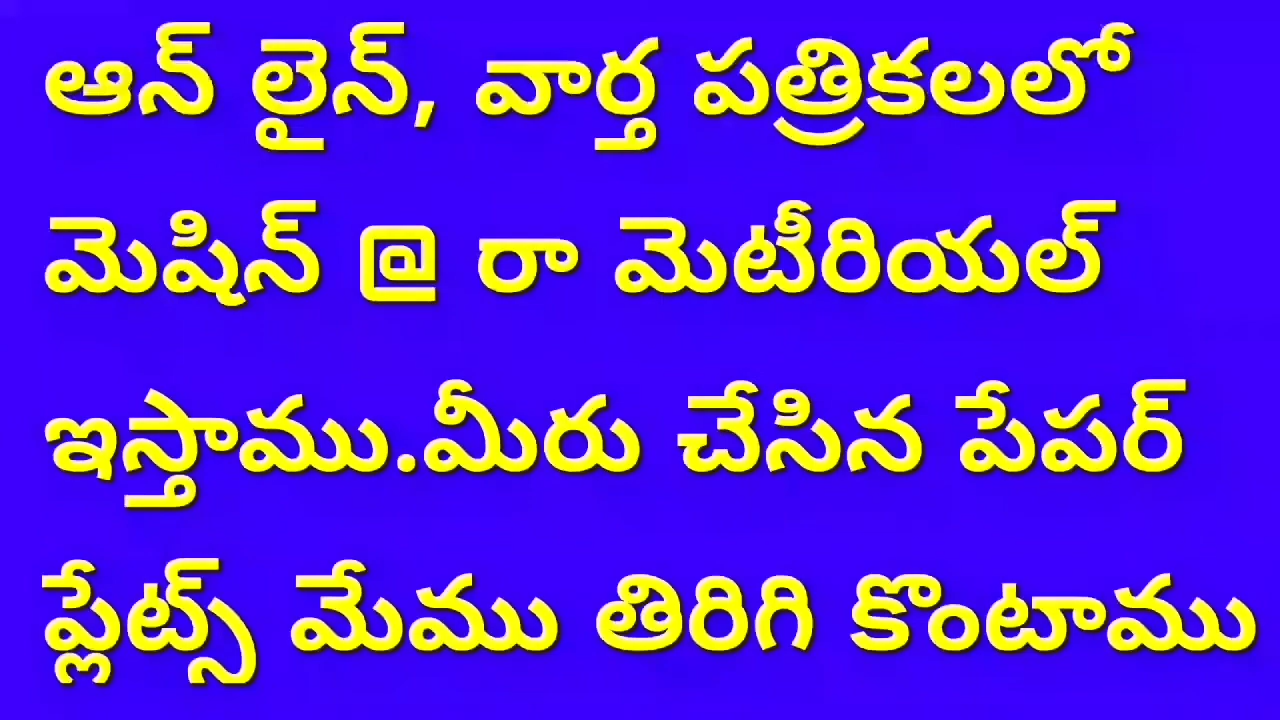 ఆన్ లైన్, వార్త పత్రికలలో
మెషిన్ @ రా మెటీరియల్
ఇస్తాము.మీరు చేసిన పేపర్
ప్లేట్స్ మేము తిరిగి కొంటాము